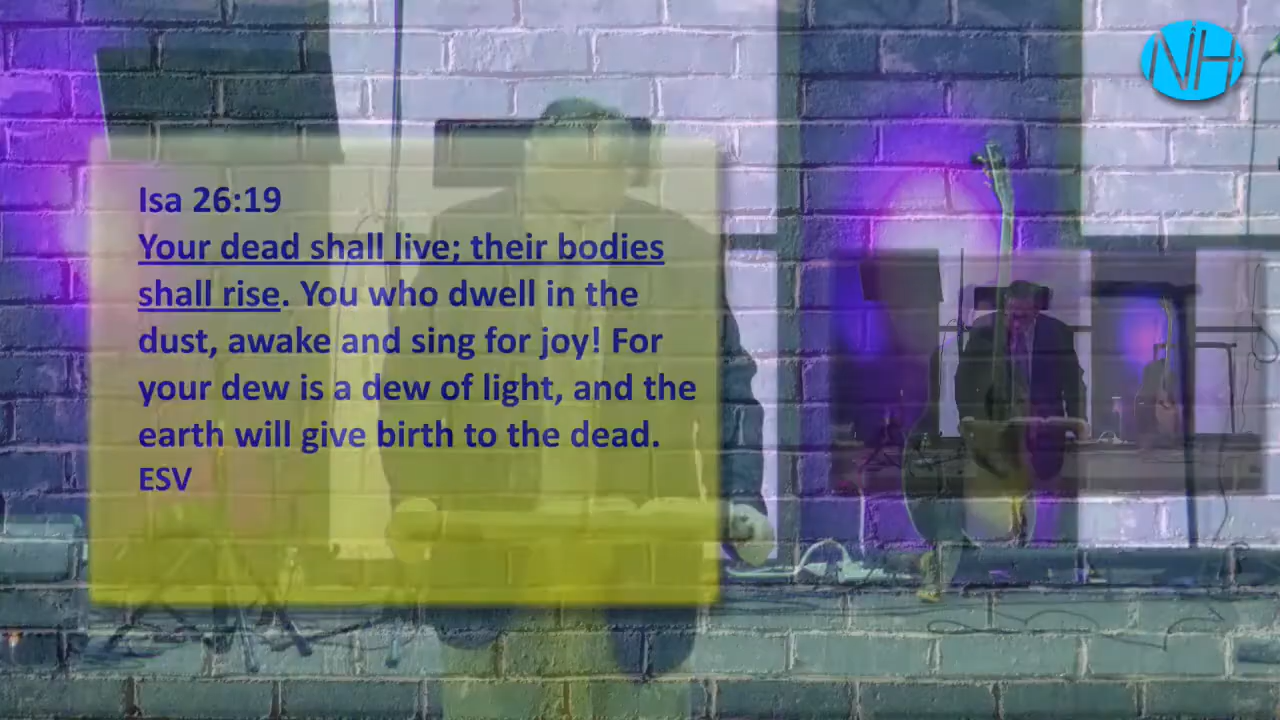 NH
Isa 26:19
Your dead shall live; their bodies
shall rise. You who dwell in the
dust, awake and sing for joy! For
your dew is a dew of light, and the
earth will give birth to the dead.
ESV